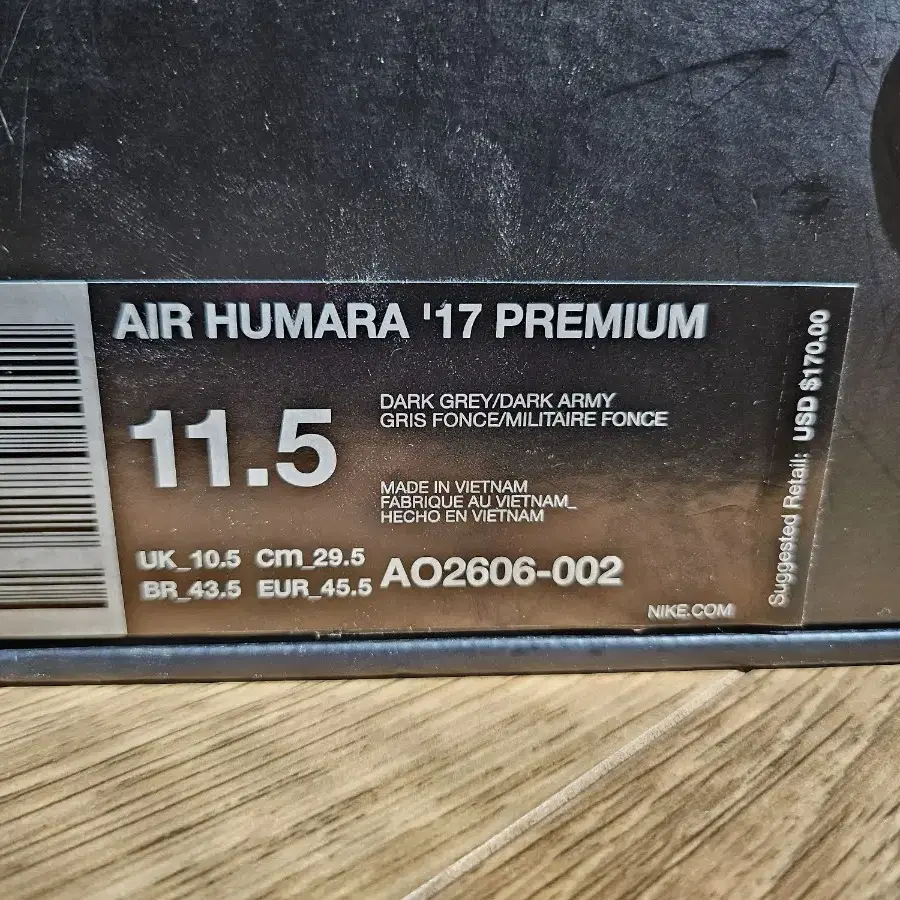 AIR HUMARA '17 PREMIUM
11.5
DARK GREY/DARK ARMY
GRIS FONCE/MILITAIRE FONCE
MADE IN VIETNAM
FABRIQUE AU VIETNAM_
HECHO EN VIETNAM
UK_10.5 cm_29.5
BR_43.5 EUR_45.5
AO2606-002
NIKE.COM
Suggested Retail: USD $170.00